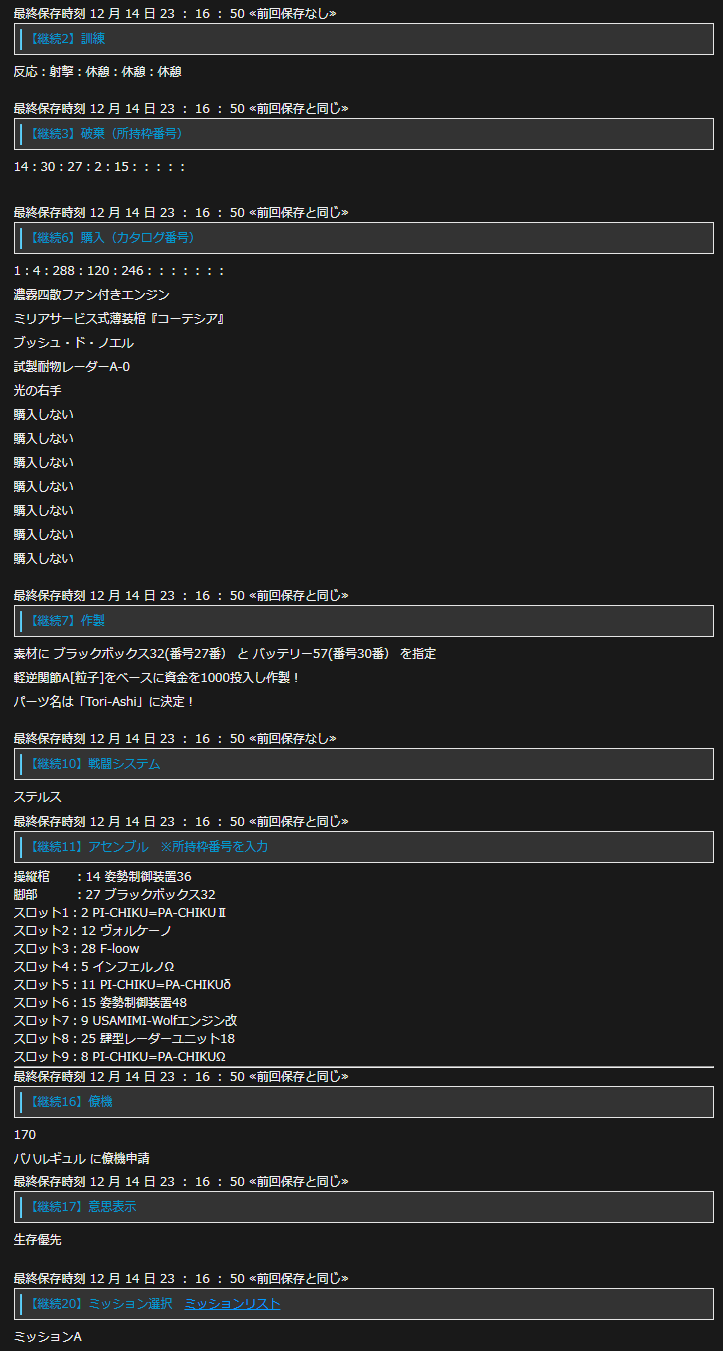 最終保存時刻 12 月 14 日 23 ： 16 ： 50 ≪前回保存なし≫
【継続2】訓練
反応：射撃：休憩：休憩：休憩
最終保存時刻 12 月 14 日 23 ： 16 ： 50 ≪前回保存と同じ≫
【継続3】破棄（所持枠番号）
14：30：27：2：15：：：：：
最終保存時刻 12 月 14 日 23 ： 16 ： 50 ≪前回保存と同じ≫
【継続6】購入（カタログ番号）
1：4：288：120：246：：：：：：：
濃霧四散ファン付きエンジン
ミリアサービス式薄装棺『コーテシア』
ブッシュ・ド・ノエル
試製耐物レーダーA-0
光の右手
購入しない
購入しない
購入しない
購入しない
購入しない
購入しない
購入しない
最終保存時刻 12 月 14 日 23 ： 16 ： 50 ≪前回保存と同じ≫
【継続7】作製
素材に ブラックボックス32(番号27番） と バッテリー57(番号30番） を指定
軽逆関節A[粒子]をベースに資金を1000投入し作製！
パーツ名は「Tori-Ashi」に決定！
最終保存時刻 12 月 14 日 23 ： 16 ： 50 ≪前回保存なし≫
【継続10】戦闘システム
ステルス
最終保存時刻 12 月 14 日 23 ： 16 ： 50 ≪前回保存と同じ≫
【継続11】アセンブル　※所持枠番号を入力
操縦棺　　：14 姿勢制御装置36
脚部　　　：27 ブラックボックス32
スロット1：2 PI-CHIKU=PA-CHIKUⅡ
スロット2：12 ヴォルケーノ
スロット3：28 F-loow
スロット4：5 インフェルノΩ
スロット5：11 PI-CHIKU=PA-CHIKUδ
スロット6：15 姿勢制御装置48
スロット7：9 USAMIMI-Wolfエンジン改
スロット8：25 肆型レーダーユニット18
スロット9：8 PI-CHIKU=PA-CHIKUΩ
最終保存時刻 12 月 14 日 23 ： 16 ： 50 ≪前回保存と同じ≫
【継続16】僚機
170
バハルギュル に僚機申請
最終保存時刻 12 月 14 日 23 ： 16 ： 50 ≪前回保存と同じ≫
【継続17】意思表示
生存優先
最終保存時刻 12 月 14 日 23 ： 16 ： 50 ≪前回保存と同じ≫
【継続20】ミッション選択　ミッションリスト
ミッションA